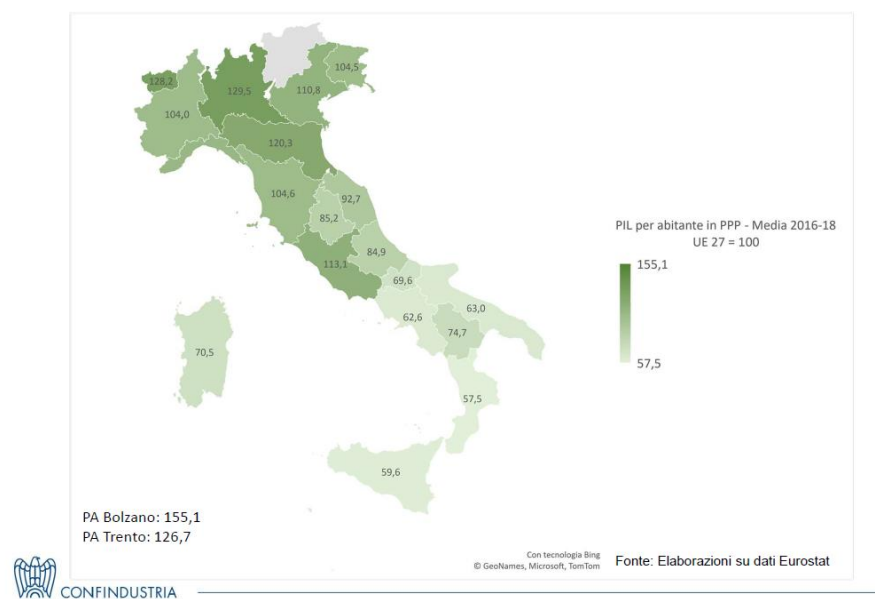 128,2
129,5
110,8
104,5
104,0
120,3
104,6
92,7
85,2
84,9
113,1
69,6
62,6
63,0
74,7
70,5
57,5
59,6
PIL per abitante in PPP - Media 2016-18
UE 27 = 100
155,1
57,5
PA Bolzano: 155,1
PA Trento: 126,7
Con tecnologia Bing
© GeoNames, Microsoft, TomTom
Fonte: Elaborazioni su dati Eurostat
CONFINDUSTRIA